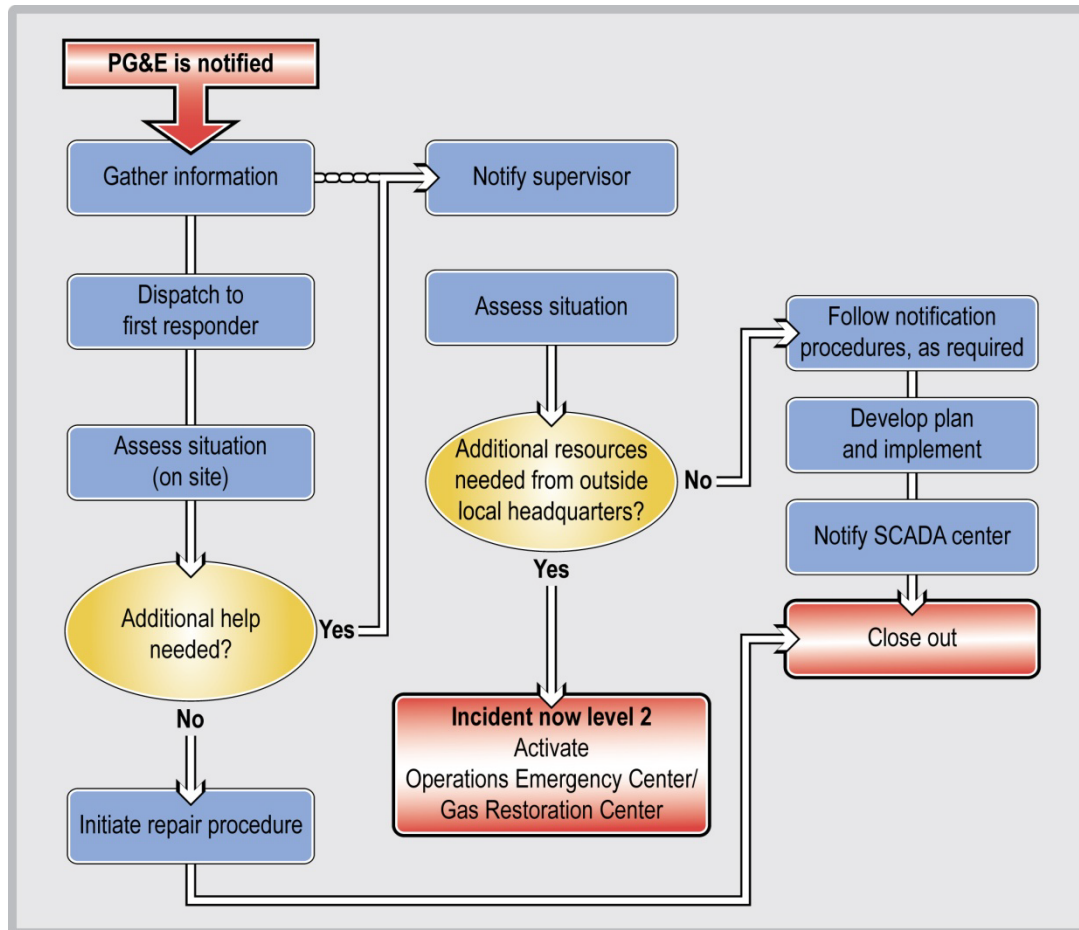 PG&E is notified
Gather information
Notify supervisor
Dispatch to
first responder
Assess situation
(on site)
Additional help
needed?
Yes
No
Initiate repair procedure
Assess situation
Additional resources
needed from outside
local headquarters?
No
Yes
Incident now level 2
Activate
Operations Emergency Center/
Gas Restoration Center
Follow notification
procedures, as required
Develop plan
and implement
Notify SCADA center
Close out